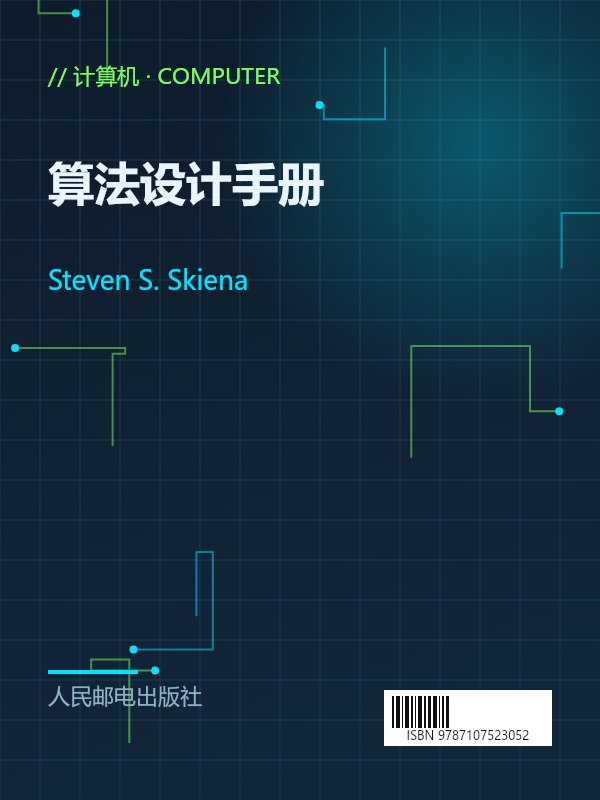 // 计算机 · COMPUTER
算法设计手册
Steven S. Skiena
人民邮电出版社
ISBN 9787107523052